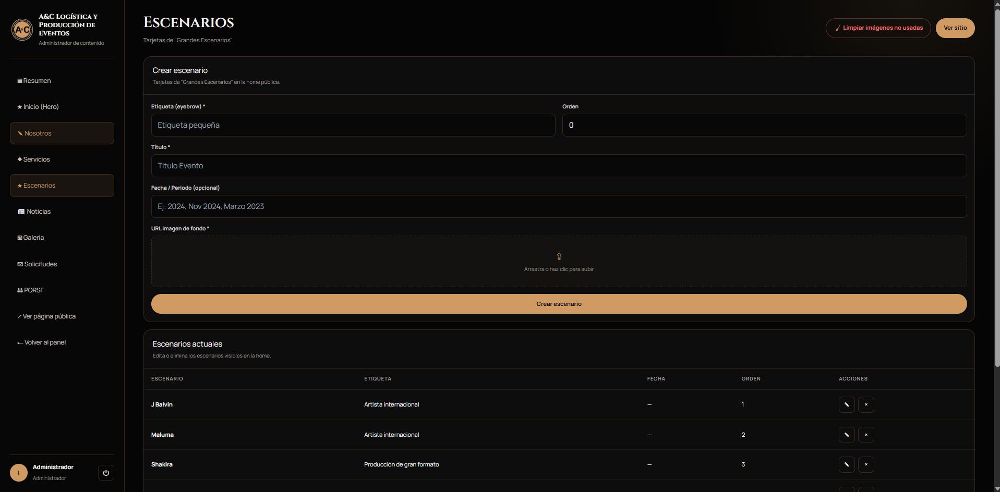 A&C Logística y
Producción de
Eventos
Administrador de contenido
A&C
Resumen
Inicio (Hero)
Nosotros
Servicios
Escenarios
Noticias
Galería
Solicitudes
PQRSF
Ver página pública
Volver al panel
I
Administrador
Administrador
Escenarios
Tarjetas de "Grandes Escenarios".
Limpiar imágenes no usadas
Ver sitio
Crear escenario
Tarjetas de "Grandes Escenarios" en la home pública.
Etiqueta (eyebrow) *
Orden
Etiqueta pequeña
0
Título *
Titulo Evento
Fecha / Periodo (opcional)
Ej: 2024, Nov 2024, Marzo 2023
URL imagen de fondo *
Arrastra o haz clic para subir
Crear escenario
Escenarios actuales
Edita o elimina los escenarios visibles en la home.
ESCENARIO ETIQUETA FECHA ORDEN ACCIONES
J Balvin Artista internacional — 1
Maluma Artista internacional — 2
Shakira Producción de gran formato — 3